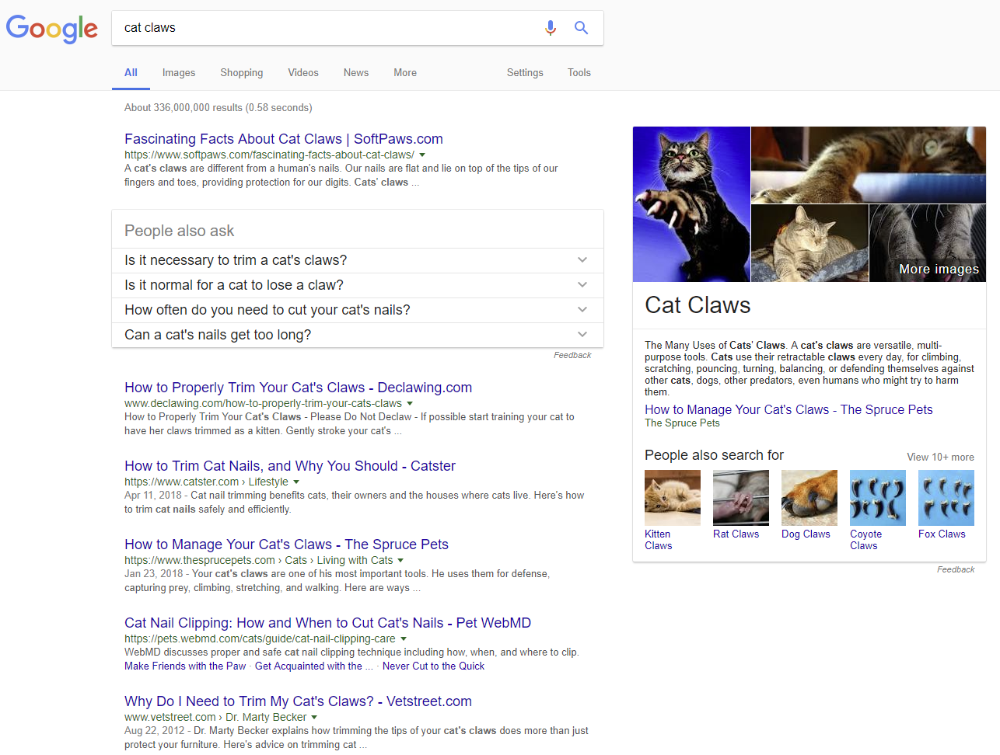 Google
cat claws
All Images Shopping Videos News More Settings Tools
About 336,000,000 results (0.58 seconds)
Fascinating Facts About Cat Claws | SoftPaws.com
https://www.softpaws.com/fascinating-facts-about-cat-claws/
A cat's claws are different from a human's nails. Our nails are flat and lie on top of the tips of our
fingers and toes, providing protection for our digits. Cats' claws ...
People also ask
Is it necessary to trim a cat's claws?
Is it normal for a cat to lose a claw?
How often do you need to cut your cat's nails?
Can a cat's nails get too long?
Feedback
How to Properly Trim Your Cat's Claws - Declawing.com
www.declawing.com/how-to-properly-trim-your-cats-claws
How to Properly Trim Your Cat's Claws - Please Do Not Declaw - If possible start training your cat to
have her claws trimmed as a kitten. Gently stroke your cat's ...
How to Trim Cat Nails, and Why You Should - Catster
https://www.catster.com › Lifestyle
Apr 11, 2018 - Cat nail trimming benefits cats, their owners and the houses where cats live. Here's how
to trim cat nails safely and efficiently.
How to Manage Your Cat's Claws - The Spruce Pets
https://www.thesprucepets.com › Cats › Living with Cats
Jan 23, 2018 - Your cat's claws are one of his most important tools. He uses them for defense,
capturing prey, climbing, stretching, and walking. Here are ways ...
Cat Nail Clipping: How and When to Cut Cat's Nails - Pet WebMD
https://pets.webmd.com/cats/guide/cat-nail-clipping-care
WebMD discusses proper and safe cat nail clipping technique including how, when, and where to clip.
Make Friends with the Paw · Get Acquainted with the ... · Never Cut to the Quick
Why Do I Need to Trim My Cat's Claws? - Vetstreet.com
www.vetstreet.com › Dr. Marty Becker
Aug 22, 2012 - Dr. Marty Becker explains how trimming the tips of your cat's claws does more than just
protect your furniture. Here's advice on trimming cat ...
More images
Cat Claws
The Many Uses of Cats' Claws. A cat's claws are versatile, multi-
purpose tools. Cats use their retractable claws every day, for climbing,
scratching, pouncing, turning, balancing, or defending themselves against
other cats, dogs, other predators, even humans who might try to harm
them.
How to Manage Your Cat's Claws - The Spruce Pets
The Spruce Pets
People also search for View 10+ more
Kitten Claws
Rat Claws
Dog Claws
Coyote Claws
Fox Claws
Feedback